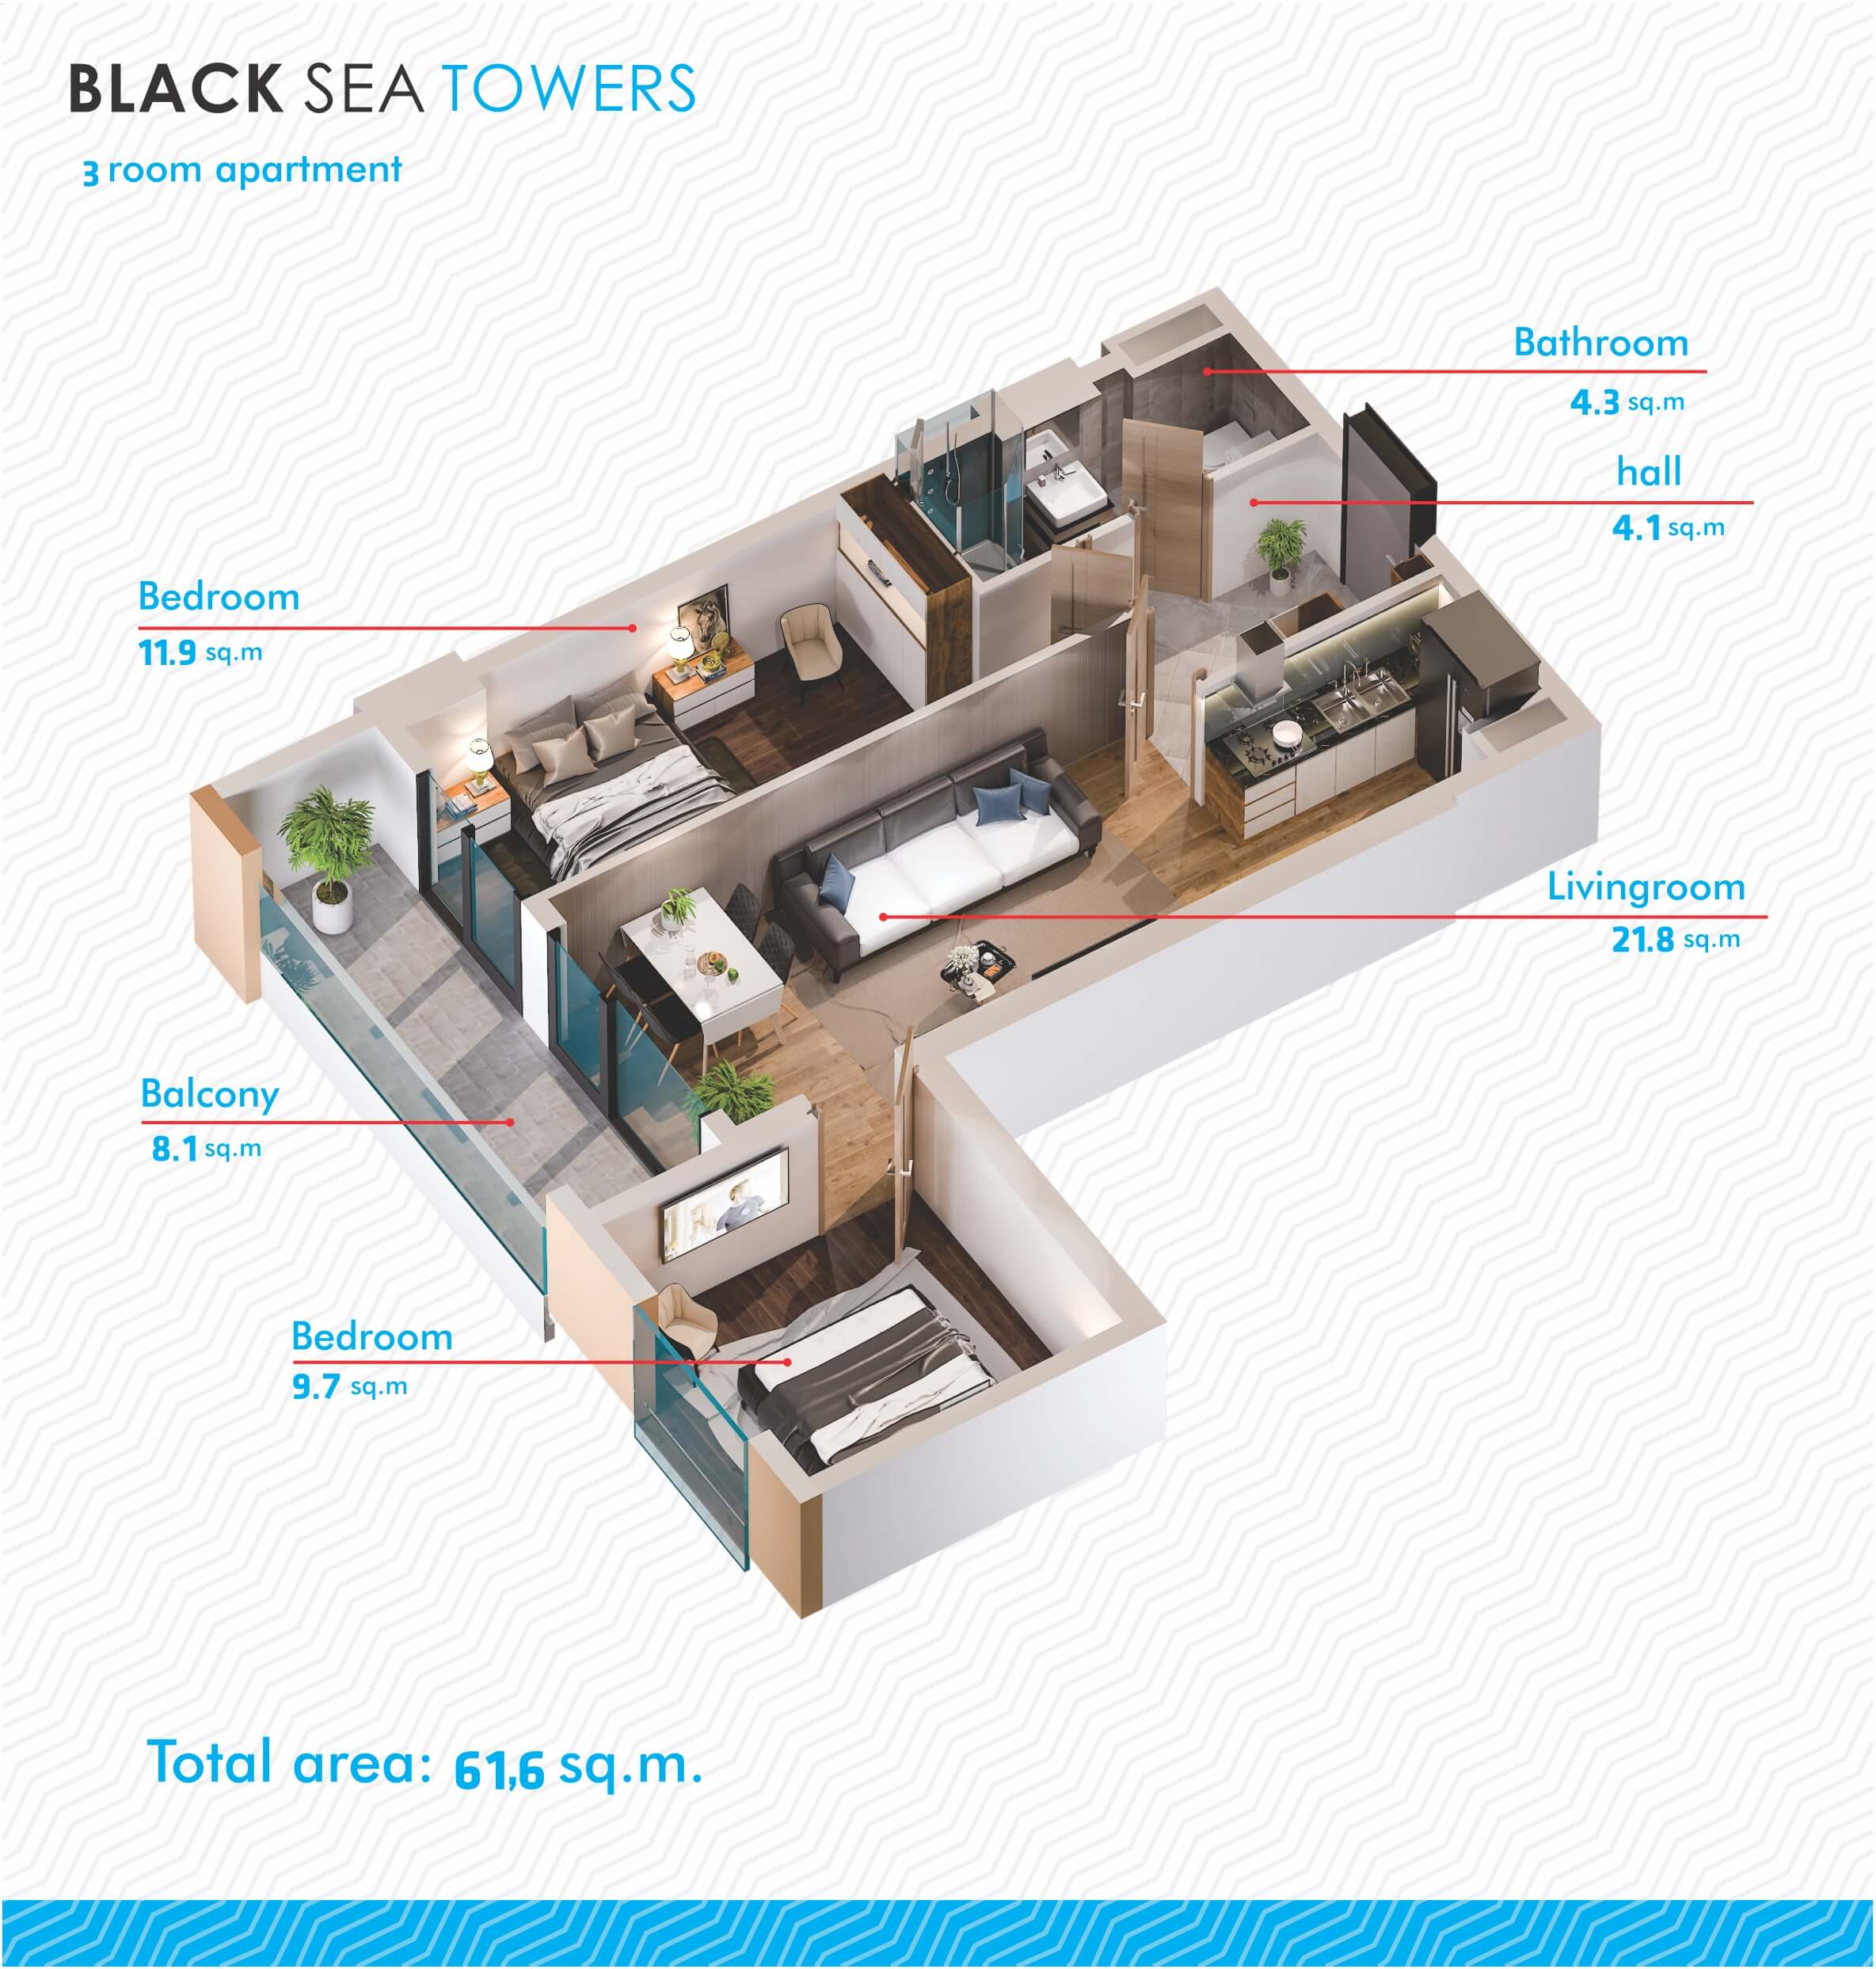 BLACK SEA TOWERS
3 room apartment
Bathroom
4.3 sq.m
hall
4.1 sq.m
Bedroom
11.9 sq.m
Livingroom
21.8 sq.m
Balcony
8.1 sq.m
Bedroom
9.7 sq.m
Total area: 61,6 sq.m.